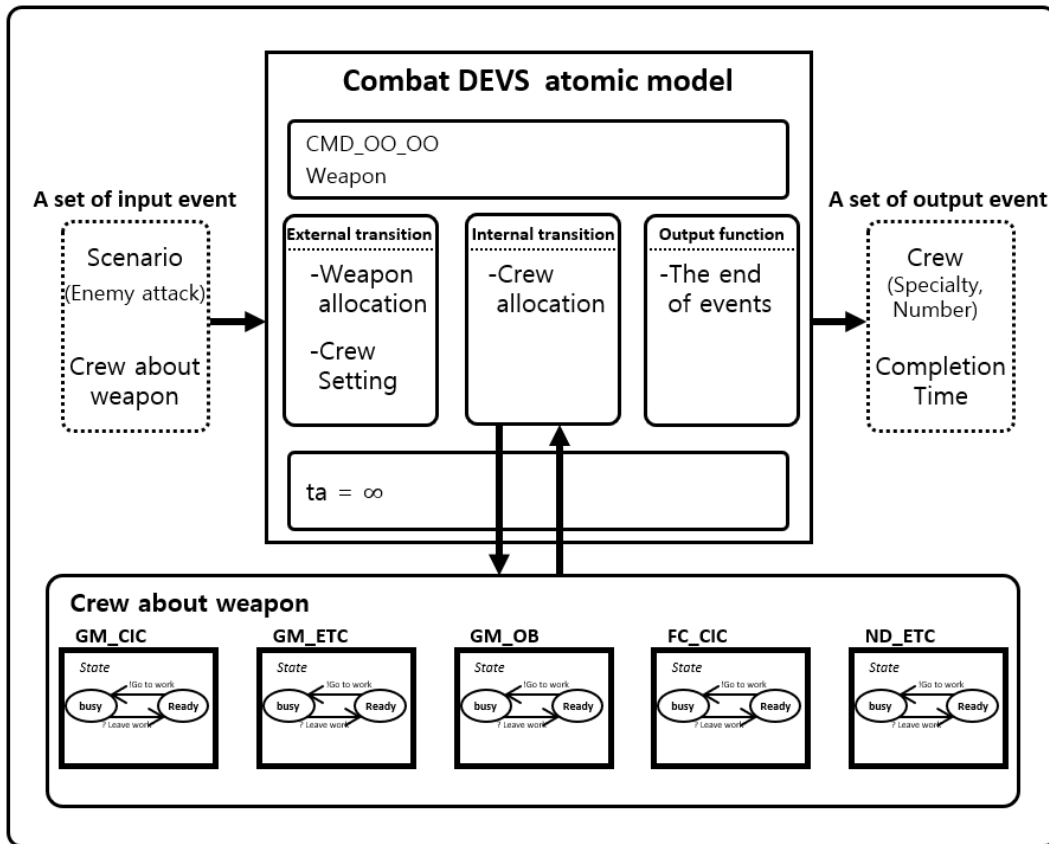 Combat DEVS atomic model
CMD_OO_OO
Weapon
A set of input event
Scenario
(Enemy attack)
Crew about
weapon
External transition
-Weapon
allocation
-Crew
Setting
Internal transition
-Crew
allocation
Output function
-The end
of events
A set of output event
Crew
(Specialty,
Number)
Completion
Time
ta = ∞
Crew about weapon
GM_CIC
State
!Go to work
busy
Ready
? Leave work
GM_ETC
State
!Go to work
busy
Ready
? Leave work
GM_OB
State
!Go to work
busy
Ready
? Leave work
FC_CIC
State
!Go to work
busy
Ready
? Leave work
ND_ETC
State
!Go to work
busy
Ready
? Leave work